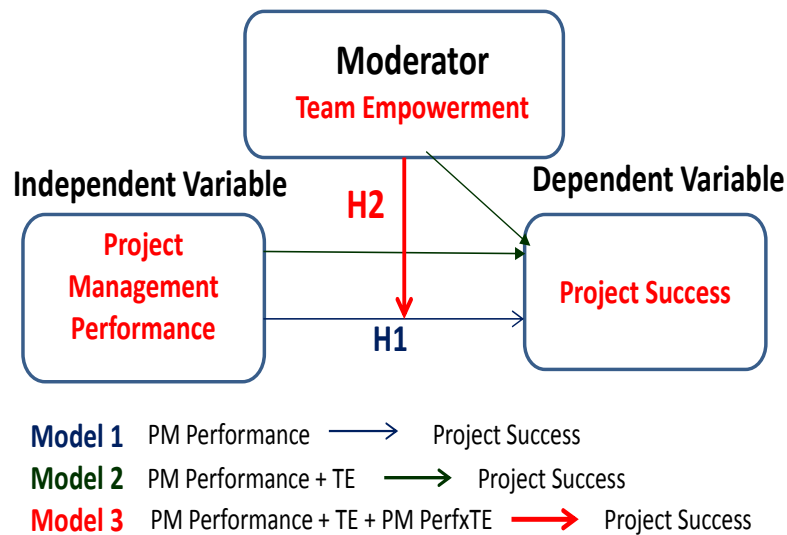 Moderator
Team Empowerment
Independent Variable
Dependent Variable
H2
Project
Management
Performance
Project Success
H1
Model 1 PM Performance Project Success
Model 2 PM Performance + TE Project Success
Model 3 PM Performance + TE + PM PerfxTE Project Success